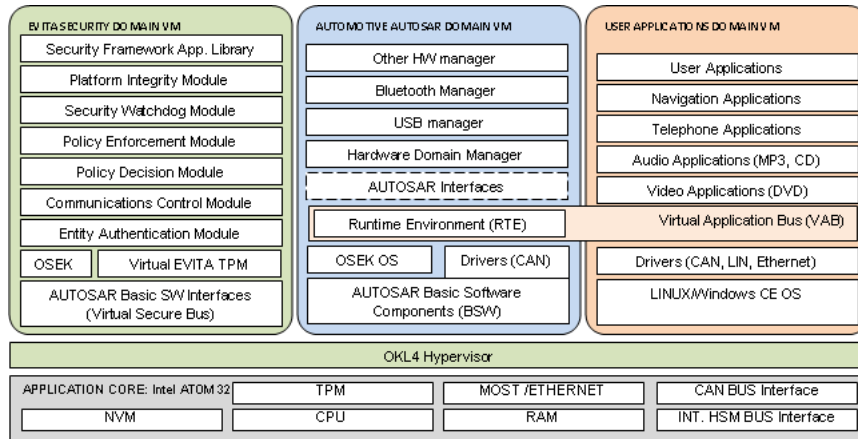 EVITA SECURITY DOMAIN VM
Security Framework App. Library
Platform Integrity Module
Security Watchdog Module
Policy Enforcement Module
Policy Decision Module
Communications Control Module
Entity Authentication Module
OSEK
Virtual EVITA TPM
AUTOSAR Basic SW Interfaces
(Virtual Secure Bus)
AUTOMOTIVE AUTOSAR DOMAIN VM
Other HW manager
Bluetooth Manager
USB manager
Hardware Domain Manager
AUTOSAR Interfaces
Runtime Environment (RTE)
OSEK OS
Drivers (CAN)
AUTOSAR Basic Software
Components (BSW)
USER APPLICATIONS DOMAIN VM
User Applications
Navigation Applications
Telephone Applications
Audio Applications (MP3, CD)
Video Applications (DVD)
Virtual Application Bus (VAB)
Drivers (CAN, LIN, Ethernet)
LINUX/Windows CE OS
OKL4 Hypervisor
APPLICATION CORE: Intel ATOM 32
TPM
MOST /ETHERNET
CAN BUS Interface
NVM
CPU
RAM
INT. HSM BUS Interface